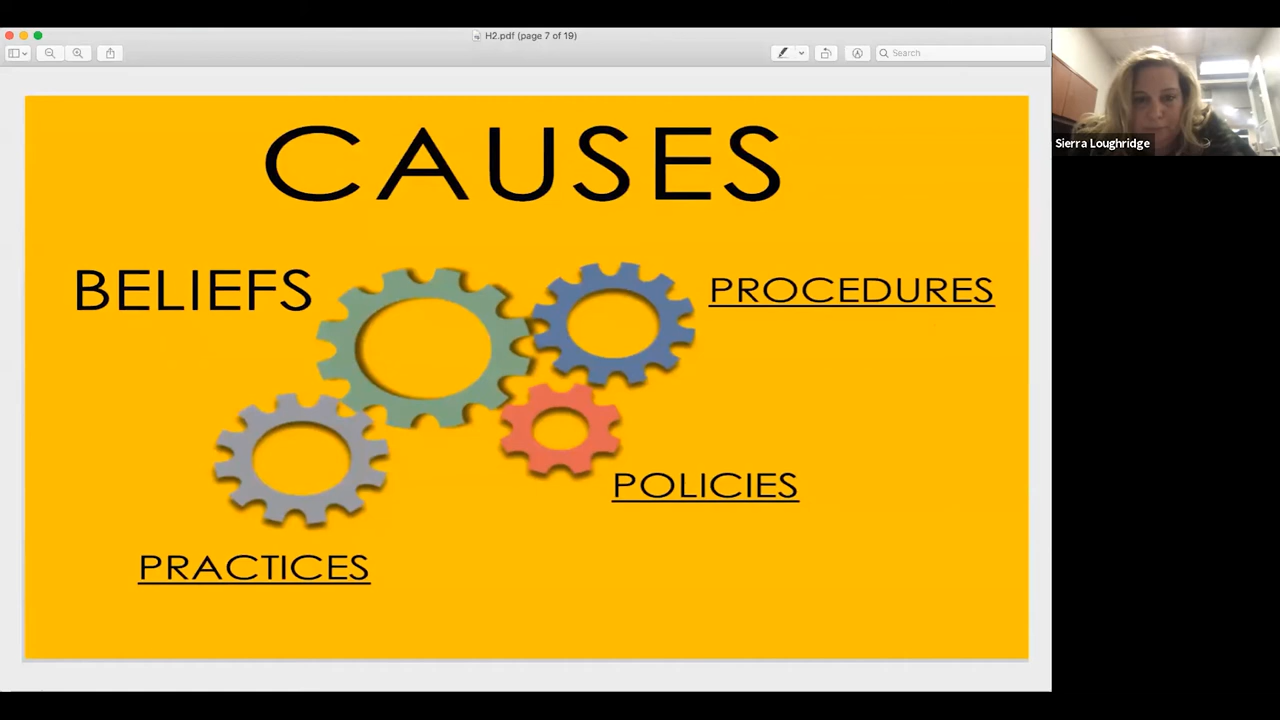 H2.pdf (page 7 of 19)
Search
CAUSES
BELIEFS
PROCEDURES
POLICIES
PRACTICES
Sierra Loughridge